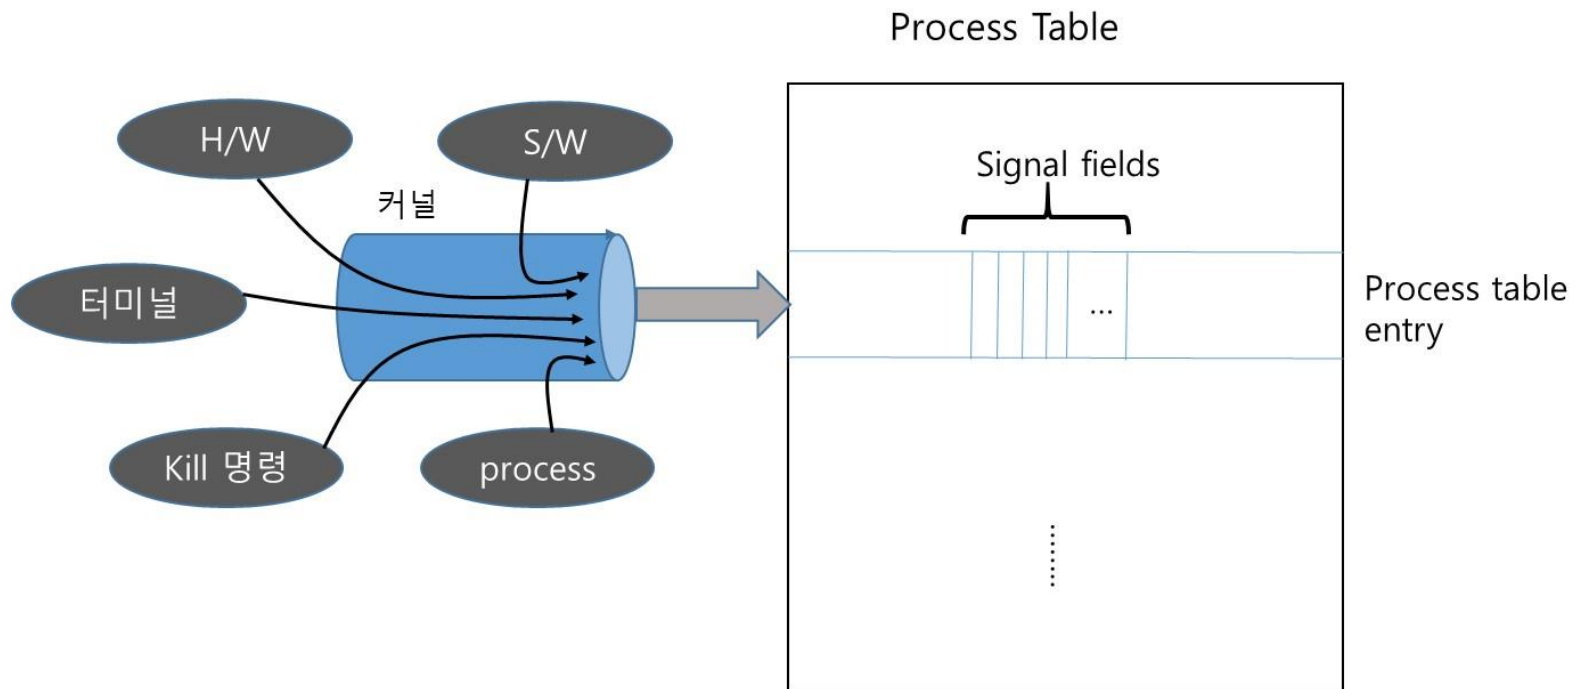 Process Table
H/W
S/W
커널
Signal fields
터미널
...
Process table
entry
Kill 명령
process
........